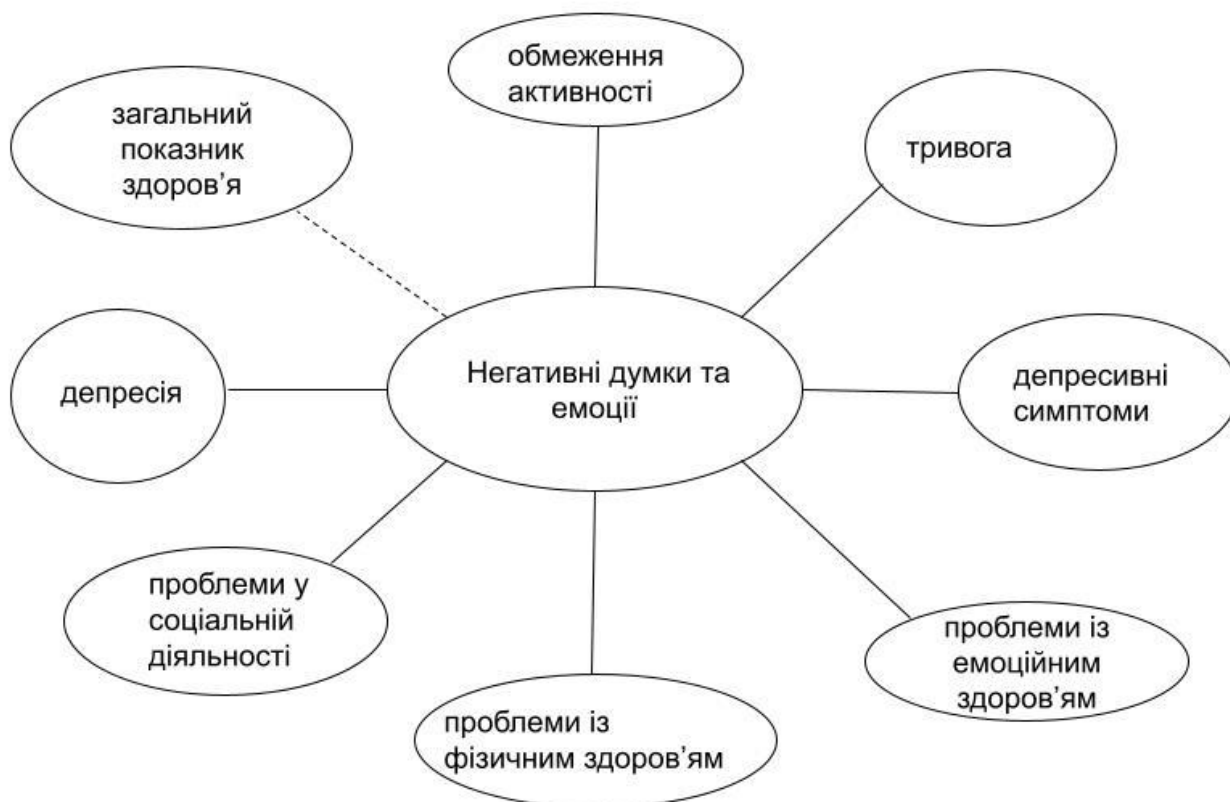 обмеження
активності
загальний
показник
здоров’я
тривога
Негативні думки та
емоції
депресія
депресивні
симптоми
проблеми у
соціальній
діяльності
проблеми із
емоційним
здоров’ям
проблеми із
фізичним здоров’ям